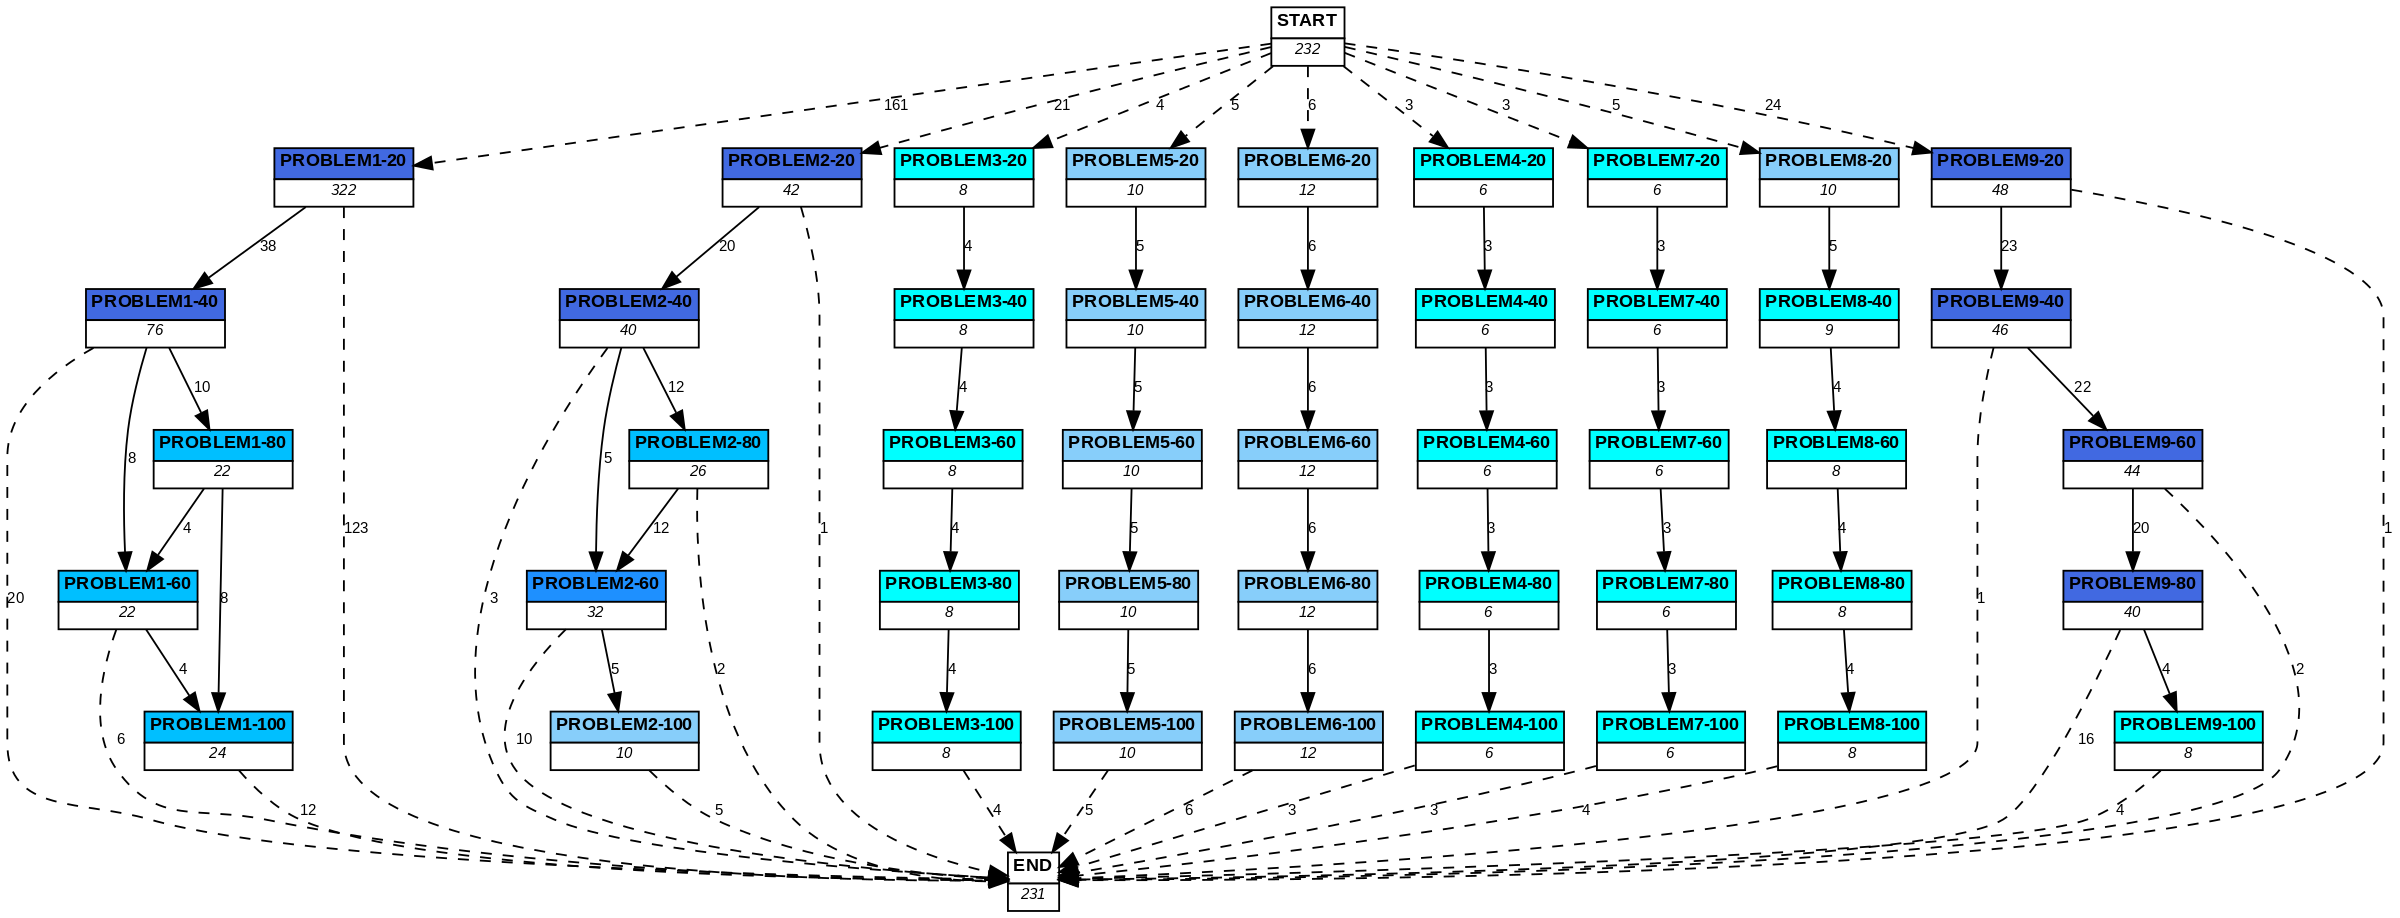 START
232
161
21
4
5
6
3
3
5
24
PROBLEM1-20
322
PROBLEM2-20
42
PROBLEM3-20
8
PROBLEM5-20
10
PROBLEM6-20
12
PROBLEM4-20
6
PROBLEM7-20
6
PROBLEM8-20
10
PROBLEM9-20
48
38
20
4
5
6
3
3
5
23
PROBLEM1-40
76
PROBLEM2-40
40
PROBLEM3-40
8
PROBLEM5-40
10
PROBLEM6-40
12
PROBLEM4-40
6
PROBLEM7-40
6
PROBLEM8-40
9
PROBLEM9-40
46
10
12
4
5
6
3
3
4
22
8
5
PROBLEM1-80
22
PROBLEM2-80
26
PROBLEM3-60
8
PROBLEM5-60
10
PROBLEM6-60
12
PROBLEM4-60
6
PROBLEM7-60
6
PROBLEM8-60
8
PROBLEM9-60
44
4
123
12
1
4
5
6
3
3
4
20
1
PROBLEM1-60
22
PROBLEM2-60
32
PROBLEM3-80
8
PROBLEM5-80
10
PROBLEM6-80
12
PROBLEM4-80
6
PROBLEM7-80
6
PROBLEM8-80
8
PROBLEM9-80
40
20
8
3
1
4
5
2
4
5
6
3
3
4
4
2
PROBLEM1-100
24
PROBLEM2-100
10
PROBLEM3-100
8
PROBLEM5-100
10
PROBLEM6-100
12
PROBLEM4-100
6
PROBLEM7-100
6
PROBLEM8-100
8
PROBLEM9-100
8
6
10
16
12
5
4
5
6
3
3
4
4
END
231